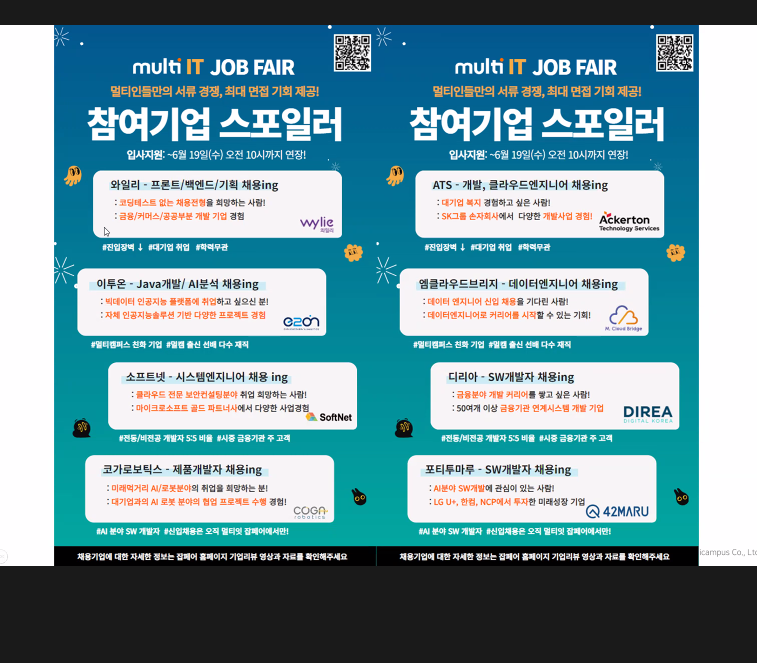 multi IT JOB FAIR
멀티인들만의 서류 경쟁, 최대 면접 기회 제공!
참여기업 스포일러
입사지원: ~6월 19일(수) 오전 10시까지 연장!
와일리 - 프론트/백엔드/기획 채용ing
: 코딩테스트 없는 채용전형을 희망하는 사람!
: 금융/커머스/공공부분 개발 기업 경험
wylie
와일리
#진입장벽 ↓ #대기업 취업 #학력무관
이투온 - Java개발/ AI분석 채용ing
: 빅데이터 인공지능 플랫폼에 취업하고 싶으신 분!
: 자체 인공지능솔루션 기반 다양한 프로젝트 경험
e2on
#멀티캠퍼스 친화 기업 #멀캠 출신 선배 다수 재직
소프트넷 - 시스템엔지니어 채용 ing
: 클라우드 전문 보안컨설팅분야 취업 희망하는 사람!
: 마이크로소프트 골드 파트너사에서 다양한 사업경험
SoftNet
#전동/비전공 개발자 5:5 비율 #시중 금융기관 주 고객
코가로보틱스 - 제품개발자 채용ing
: 미래먹거리 AI/로봇분야의 취업을 희망하는 분!
: 대기업과의 AI 로봇 분야의 협업 프로젝트 수행 경험!
COGA
robotics
#AI 분야 SW 개발자 #신입채용은 오직 멀티잇 잡페어에서만!
채용기업에 대한 자세한 정보는 잡페어 홈페이지 기업리뷰 영상과 자료를 확인해주세요
multi IT JOB FAIR
멀티인들만의 서류 경쟁, 최대 면접 기회 제공!
참여기업 스포일러
입사지원: ~6월 19일(수) 오전 10시까지 연장!
ATS - 개발, 클라우드엔지니어 채용ing
: 대기업 복지 경험하고 싶은 사람!
: SK그룹 손자회사에서 다양한 개발사업 경험!
Ackerton
Technology Services
#진입장벽 ↓ #대기업 취업 #학력무관
엠클라우드브리지 - 데이터엔지니어 채용ing
: 데이터 엔지니어 신입 채용을 기다린 사람!
: 데이터엔지니어로 커리어를 시작할 수 있는 기회!
M. Cloud Bridge
#멀티캠퍼스 친화 기업 #멀캠 출신 선배 다수 재직
디리아 - SW개발자 채용ing
: 금융분야 개발 커리어를 쌓고 싶은 사람!
: 50여개 이상 금융기관 연계시스템 개발 기업
DIREA
DIGITAL KOREA
#전동/비전공 개발자 5:5 비율 #시중 금융기관 주 고객
포티투마루 - SW개발자 채용ing
: AI분야 SW개발에 관심이 있는 사람!
: LG U+, 한컴, NCP에서 투자한 미래성장 기업
42MARU
#AI 분야 SW 개발자 #신입채용은 오직 멀티잇 잡페어에서만!
채용기업에 대한 자세한 정보는 잡페어 홈페이지 기업리뷰 영상과 자료를 확인해주세요
icampus Co., Ltd